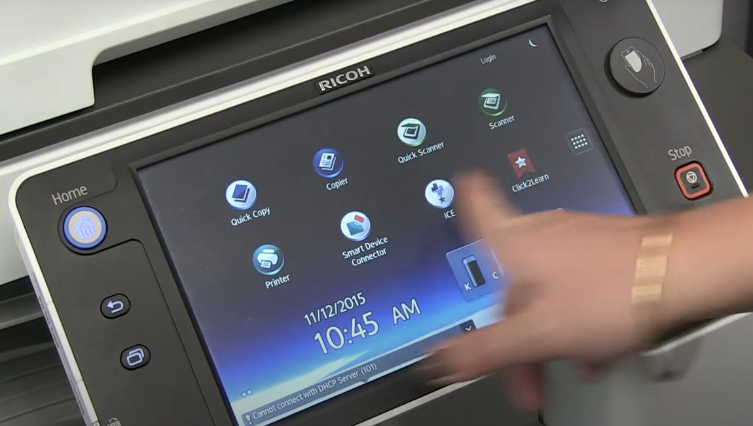 RICOH
Login
Home
Stop
Quick Copy
Copier
Quick Scanner
Scanner
Printer
Smart Device
Connector
iCE
Click2Learn
K
C
11/12/2015
10:45 AM
Cannot connect with DHCP Server. (101)